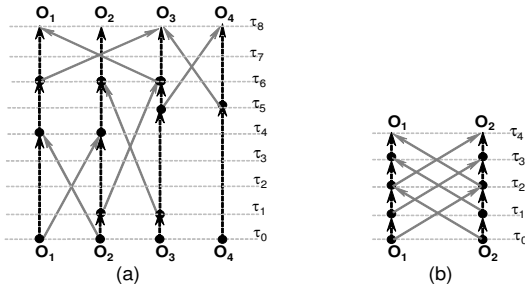 O₁ O₂ O₃ O₄
τ₈
τ₇
τ₆
τ₅
τ₄
τ₃
τ₂
τ₁
τ₀
O₁ O₂ O₃ O₄
(a)
O₁ O₂
τ₄
τ₃
τ₂
τ₁
τ₀
O₁ O₂
(b)